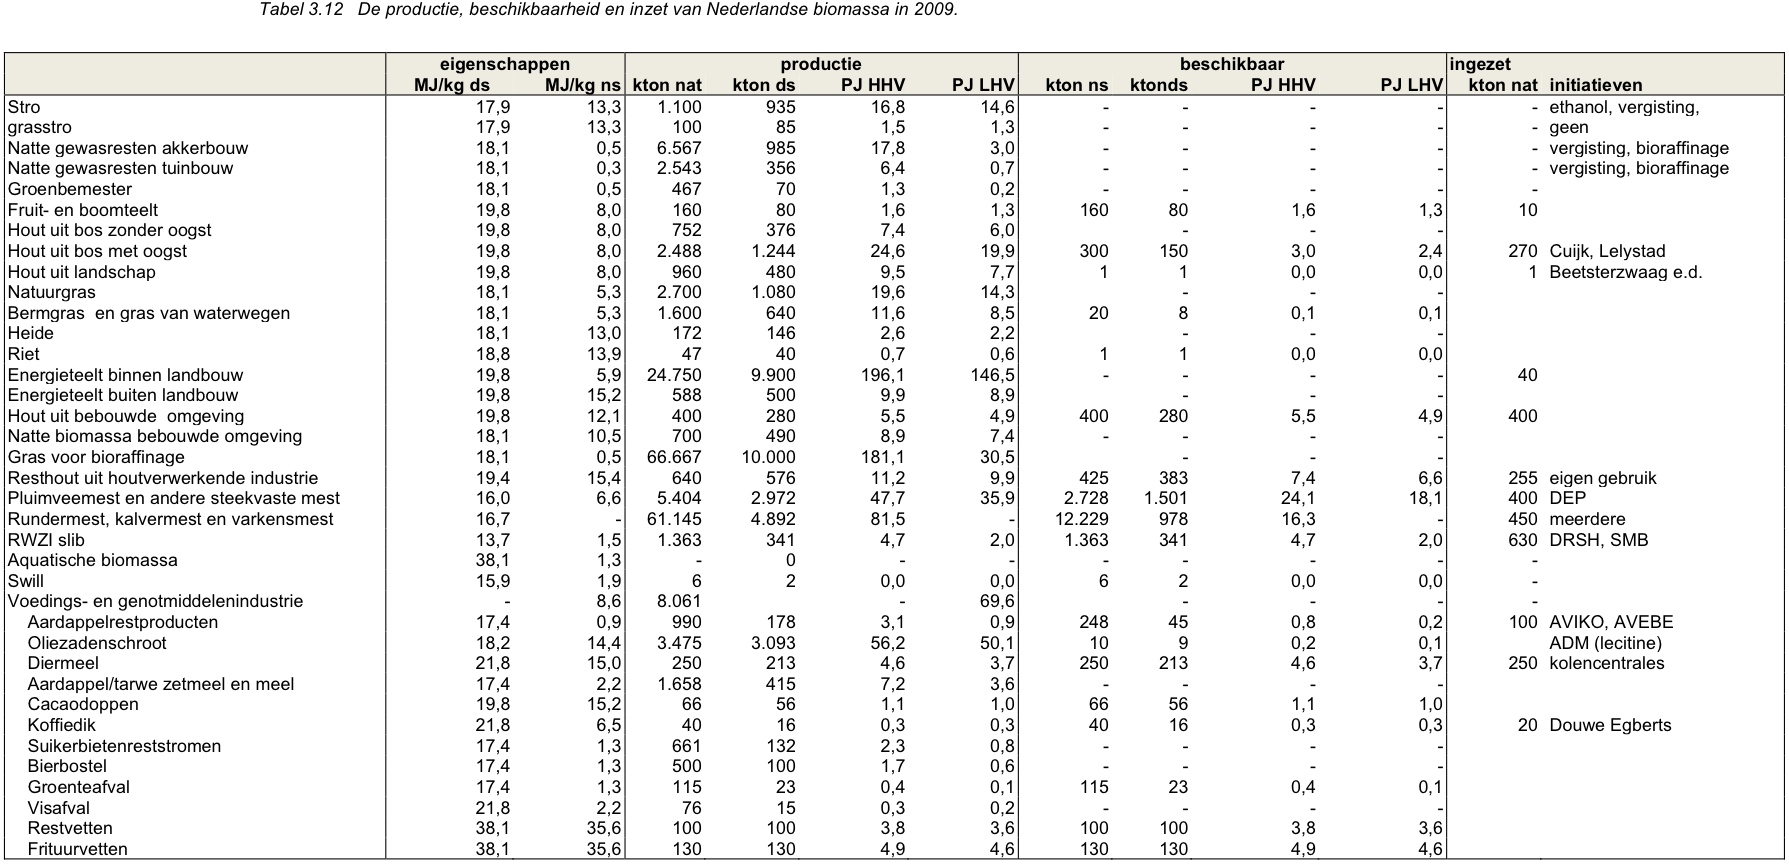 Tabel 3.12 De productie, beschikbaarheid en inzet van Nederlandse biomassa in 2009.
eigenschappen productie beschikbaar ingezet
MJ/kg ds MJ/kg ns kton nat kton ds PJ HHV PJ LHV kton ns ktonds PJ HHV PJ LHV kton nat initiatieven
Stro 17,9 13,3 1.100 935 16,8 14,6 - - - - - ethanol, vergisting,
grasstro 17,9 13,3 100 85 1,5 1,3 - - - - - geen
Natte gewasresten akkerbouw 18,1 0,5 6.567 985 17,8 3,0 - - - - - vergisting, bioraffinage
Natte gewasresten tuinbouw 18,1 0,3 2.543 356 6,4 0,7 - - - - - vergisting, bioraffinage
Groenbemester 18,1 0,5 467 70 1,3 0,2 - - - - -
Fruit- en boomteelt 19,8 8,0 160 80 1,6 1,3 160 80 1,6 1,3 10
Hout uit bos zonder oogst 19,8 8,0 752 376 7,4 6,0 - - -
Hout uit bos met oogst 19,8 8,0 2.488 1.244 24,6 19,9 300 150 3,0 2,4 270 Cuijk, Lelystad
Hout uit landschap 19,8 8,0 960 480 9,5 7,7 1 1 0,0 0,0 1 Beetsterzwaag e.d.
Natuurgras 18,1 5,3 2.700 1.080 19,6 14,3 - - -
Bermgras en gras van waterwegen 18,1 5,3 1.600 640 11,6 8,5 20 8 0,1 0,1
Heide 18,1 13,0 172 146 2,6 2,2 - - -
Riet 18,8 13,9 47 40 0,7 0,6 1 1 0,0 0,0
Energieteelt binnen landbouw 19,8 5,9 24.750 9.900 196,1 146,5 - - - - 40
Energieteelt buiten landbouw 19,8 15,2 588 500 9,9 8,9 - - -
Hout uit bebouwde omgeving 19,8 12,1 400 280 5,5 4,9 400 280 5,5 4,9 400
Natte biomassa bebouwde omgeving 18,1 10,5 700 490 8,9 7,4 - - - -
Gras voor bioraffinage 18,1 0,5 66.667 10.000 181,1 30,5 - - -
Resthout uit houtverwerkende industrie 19,4 15,4 640 576 11,2 9,9 425 383 7,4 6,6 255 eigen gebruik
Pluimveemest en andere steekvaste mest 16,0 6,6 5.404 2.972 47,7 35,9 2.728 1.501 24,1 18,1 400 DEP
Rundermest, kalvermest en varkensmest 16,7 - 61.145 4.892 81,5 - 12.229 978 16,3 - 450 meerdere
RWZI slib 13,7 1,5 1.363 341 4,7 2,0 1.363 341 4,7 2,0 630 DRSH, SMB
Aquatische biomassa 38,1 1,3 - 0 - - - - - -
Swill 15,9 1,9 6 2 0,0 0,0 6 2 0,0 0,0 -
Voedings- en genotmiddelenindustrie - 8,6 8.061 - 69,6 - - - -
Aardappelrestproducten 17,4 0,9 990 178 3,1 0,9 248 45 0,8 0,2 100 AVIKO, AVEBE
Oliezadenschroot 18,2 14,4 3.475 3.093 56,2 50,1 10 9 0,2 0,1 ADM (lecitine)
Diermeel 21,8 15,0 250 213 4,6 3,7 250 213 4,6 3,7 250 kolencentrales
Aardappel/tarwe zetmeel en meel 17,4 2,2 1.658 415 7,2 3,6 - - - -
Cacaodoppen 19,8 15,2 66 56 1,1 1,0 66 56 1,1 1,0
Koffiedik 21,8 6,5 40 16 0,3 0,3 40 16 0,3 0,3 20 Douwe Egberts
Suikerbietenreststromen 17,4 1,3 661 132 2,3 0,8 - - - -
Bierbostel 17,4 1,3 500 100 1,7 0,6 - - - -
Groenteafval 17,4 1,3 115 23 0,4 0,1 115 23 0,4 0,1
Visafval 21,8 2,2 76 15 0,3 0,2 - - - -
Restvetten 38,1 35,6 100 100 3,8 3,6 100 100 3,8 3,6
Frituurvetten 38,1 35,6 130 130 4,9 4,6 130 130 4,9 4,6